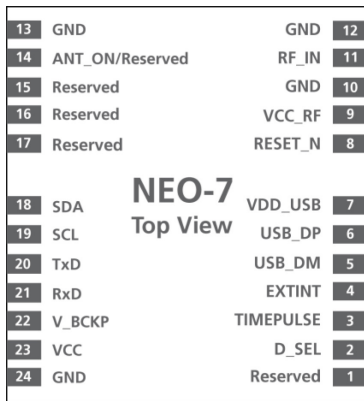 13 GND GND 12
14 ANT_ON/Reserved RF_IN 11
15 Reserved GND 10
16 Reserved VCC_RF 9
17 Reserved RESET_N 8
NEO-7
Top View
18 SDA VDD_USB 7
19 SCL USB_DP 6
20 TxD USB_DM 5
21 RxD EXTINT 4
22 V_BCKP TIMEPULSE 3
23 VCC D_SEL 2
24 GND Reserved 1